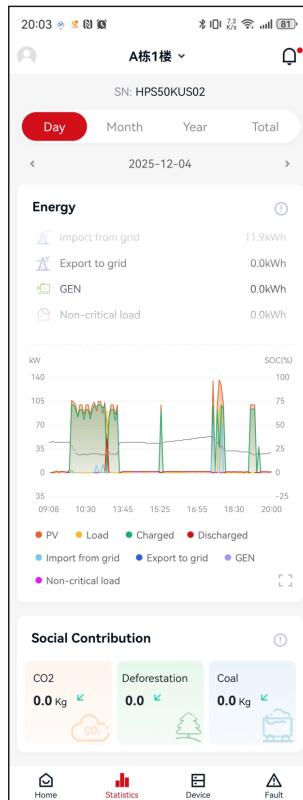 20:03
7.3 K/s
81
A栋1楼
SN: HPS50KUS02
Day Month Year Total
2025-12-04
Energy
Import from grid 11.9kWh
Export to grid 0.0kWh
GEN 0.0kWh
Non-critical load 0.0kWh
kW SOC(%)
140 100
105 75
70 50
35 25
0 0
35 -25
09:08 10:30 13:45 15:25 16:55 18:30 20:00
PV Load Charged Discharged
Import from grid Export to grid GEN
Non-critical load
Social Contribution
CO2 Deforestation Coal
0.0 Kg 0.0 0.0 Kg
CO₂
Home Statistics Device Fault